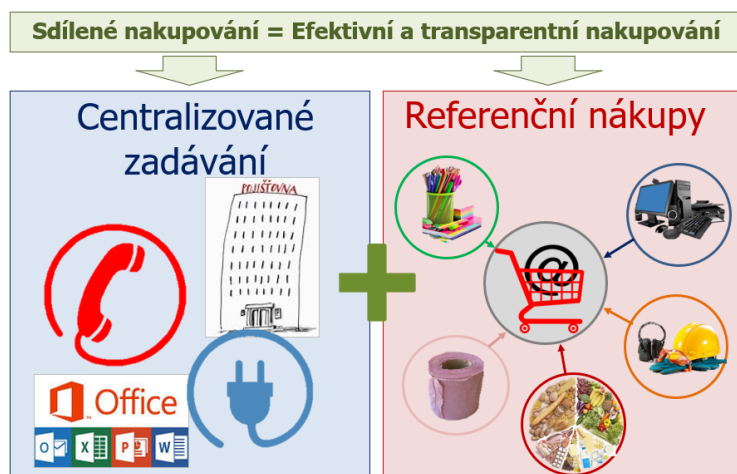 Sdílené nakupování = Efektivní a transparentní nakupování
Centralizované
zadávání
Referenční nákupy
POJIŠŤOVNA
@
Office
O
X
P
W